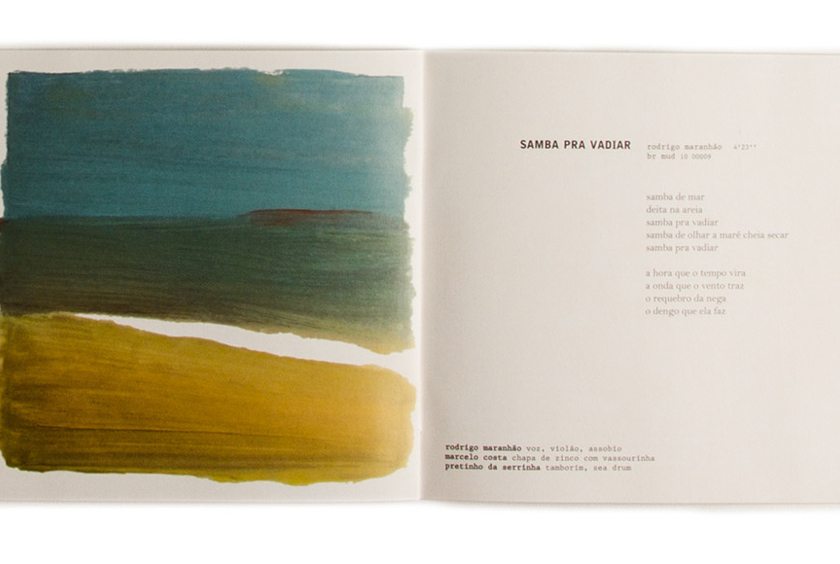 SAMBA PRA VADIAR rodrigo maranhão 4'23''
br mud 10 00009
samba de mar
deita na areia
samba pra vadiar
samba de olhar a maré cheia secar
samba pra vadiar
a hora que o tempo vira
a onda que o vento traz
o requebro da nega
o dengo que ela faz
rodrigo maranhão voz, violão, assobio
marcelo costa chapa de zinco com vassourinha
pretinho da serrinha tamborim, sea drum